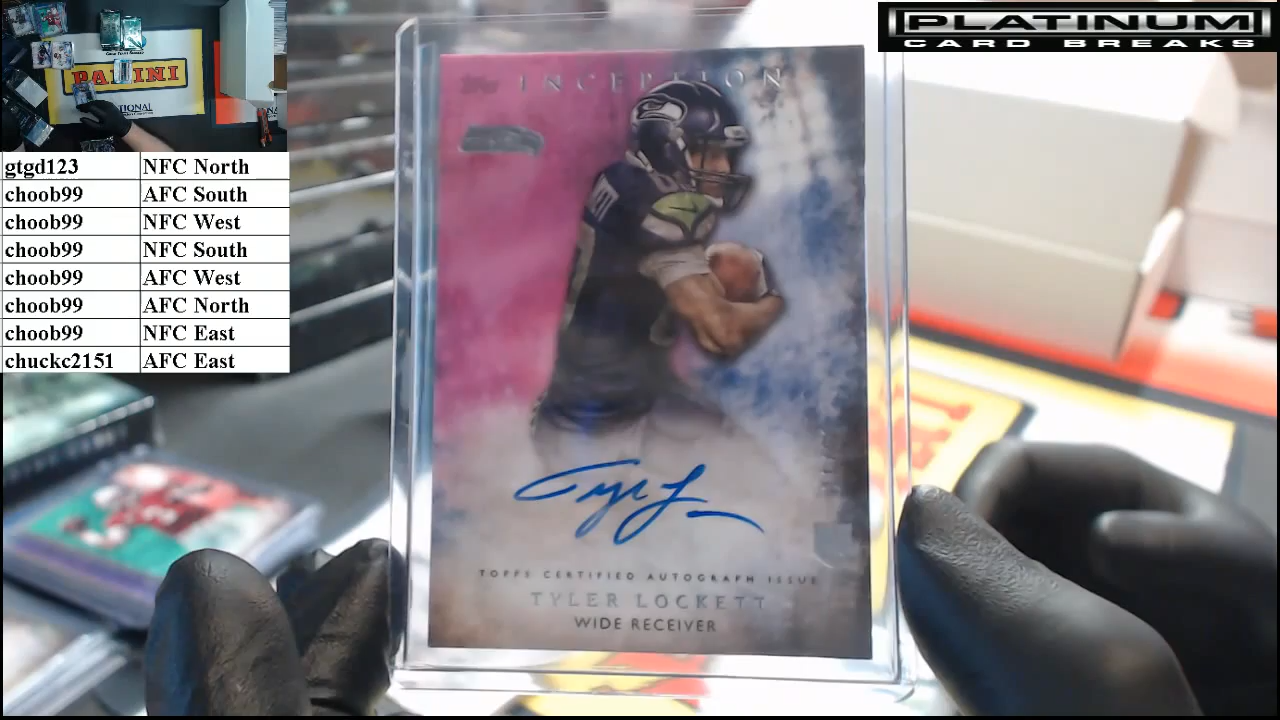 PLATINUM
CARD BREAKS
PANINI
gtgd123 NFC North
choob99 AFC South
choob99 NFC West
choob99 NFC South
choob99 AFC West
choob99 AFC North
choob99 NFC East
chuckc2151 AFC East
Topps INCEPTION
TOPPS CERTIFIED AUTOGRAPH ISSUE
TYLER LOCKETT
WIDE RECEIVER